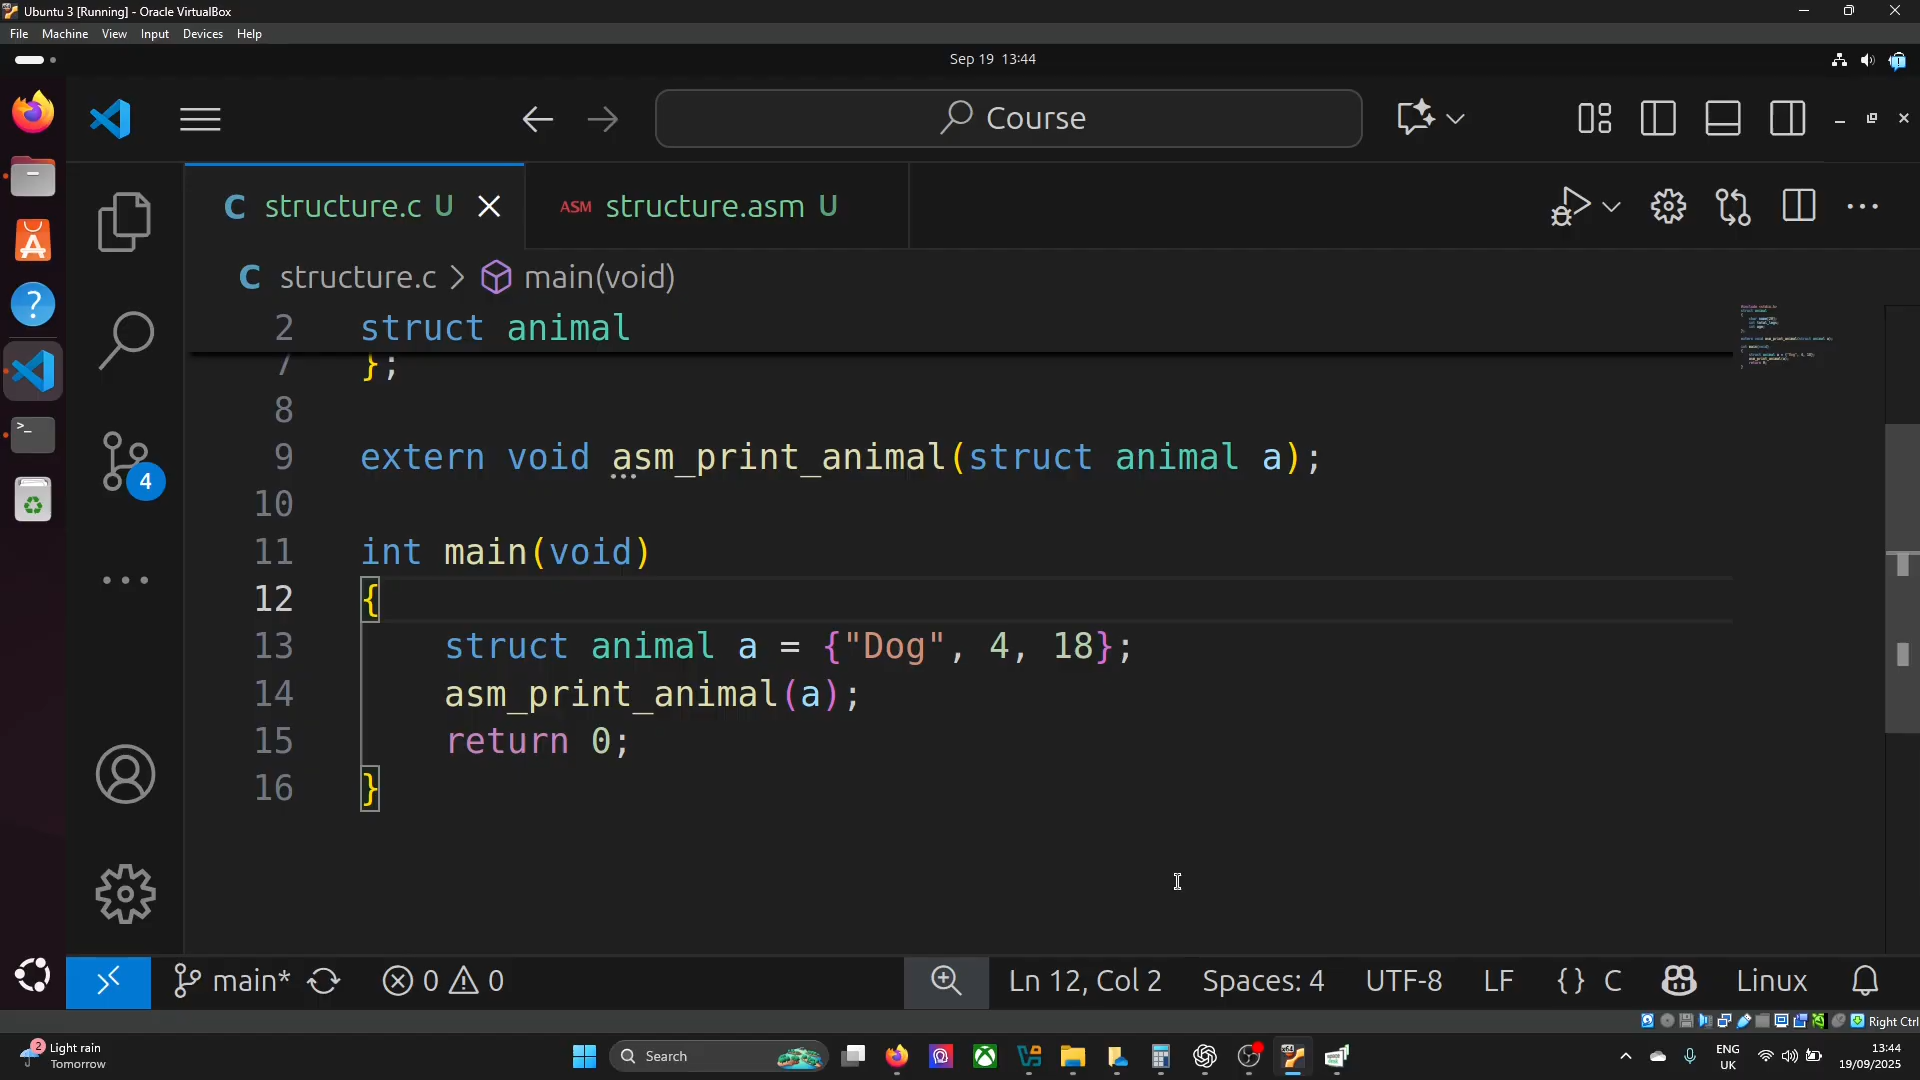 Ubuntu 3 [Running] - Oracle VirtualBox
File Machine View Input Devices Help
Sep 19 13:44
Course
C structure.c U
ASM structure.asm U
C structure.c > main(void)
2 struct animal
7 };
8
9 extern void asm_print_animal(struct animal a);
10
11 int main(void)
12 {
13 struct animal a = {"Dog", 4, 18};
14 asm_print_animal(a);
15 return 0;
16 }
4
main* 0 0 Ln 12, Col 2 Spaces: 4 UTF-8 LF {} C Linux
Right Ctrl
2 Light rain
Tomorrow
Search
ENG
UK
13:44
19/09/2025